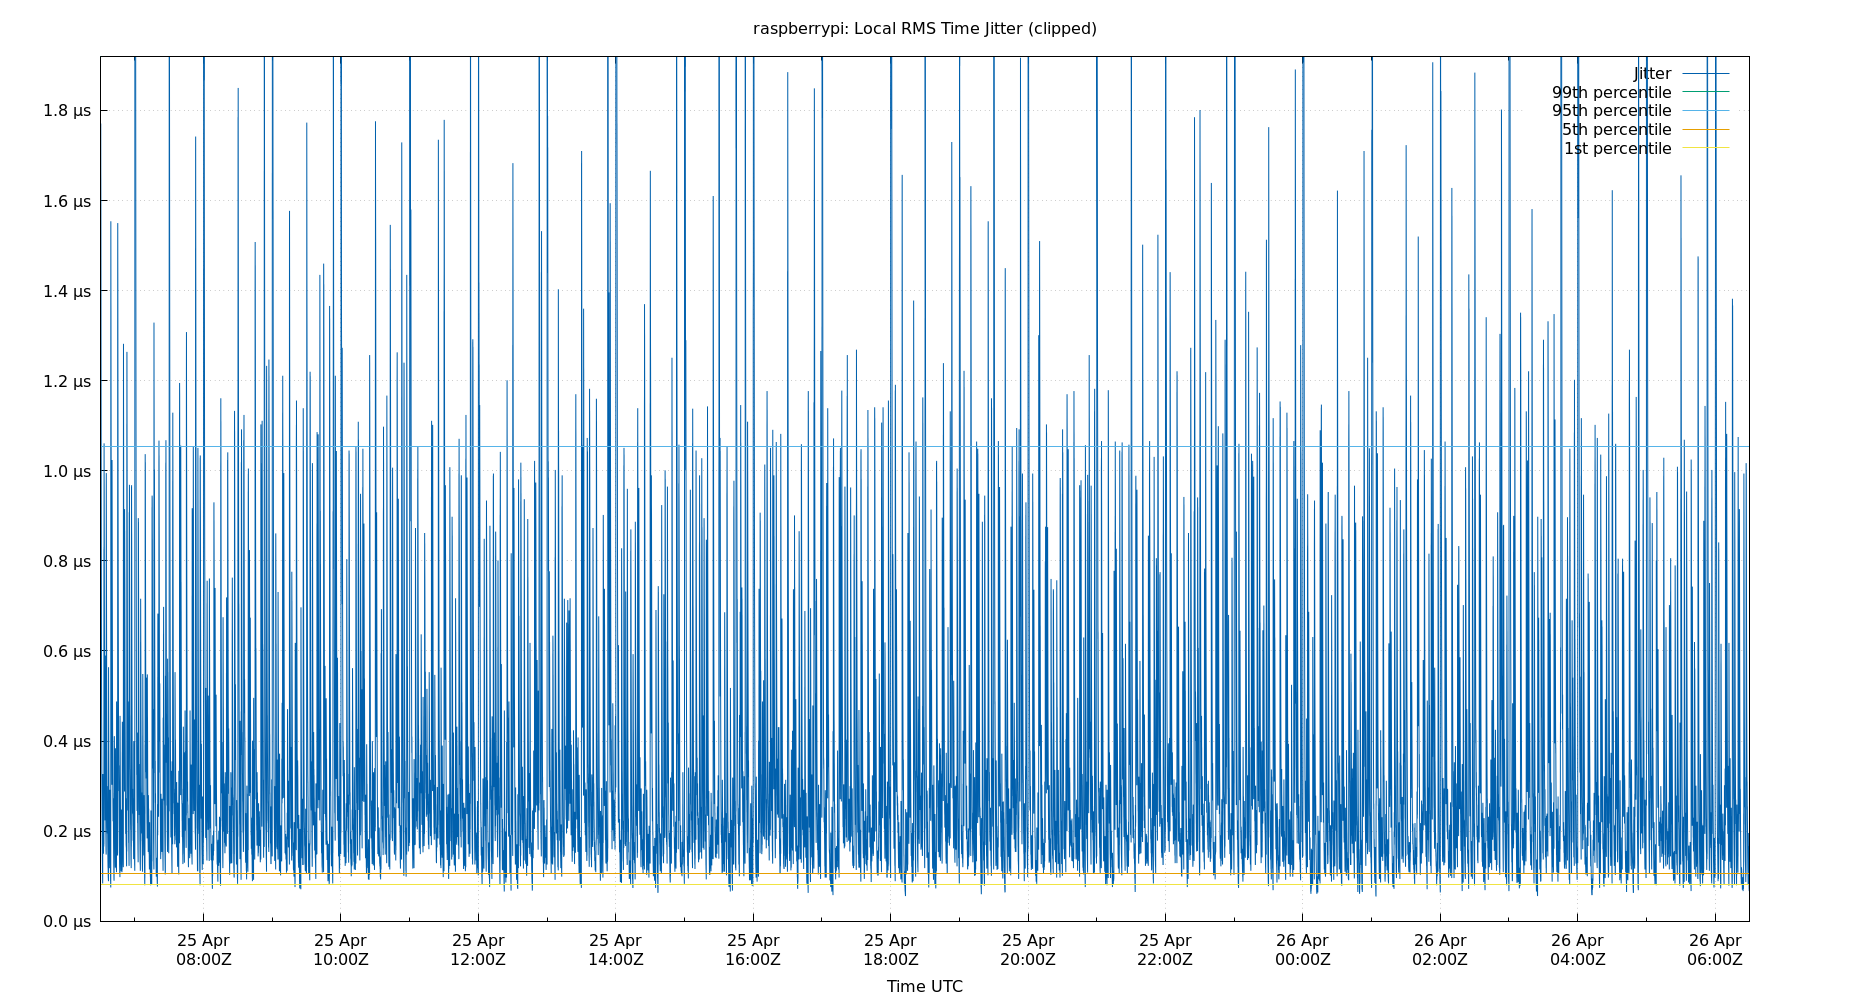 raspberrypi: Local RMS Time Jitter (clipped)
Jitter
99th percentile
95th percentile
5th percentile
1st percentile
1.8 µs
1.6 µs
1.4 µs
1.2 µs
1.0 µs
0.8 µs
0.6 µs
0.4 µs
0.2 µs
0.0 µs
25 Apr 25 Apr 25 Apr 25 Apr 25 Apr 25 Apr 25 Apr 25 Apr 26 Apr 26 Apr 26 Apr 26 Apr
08:00Z 10:00Z 12:00Z 14:00Z 16:00Z 18:00Z 20:00Z 22:00Z 00:00Z 02:00Z 04:00Z 06:00Z
Time UTC